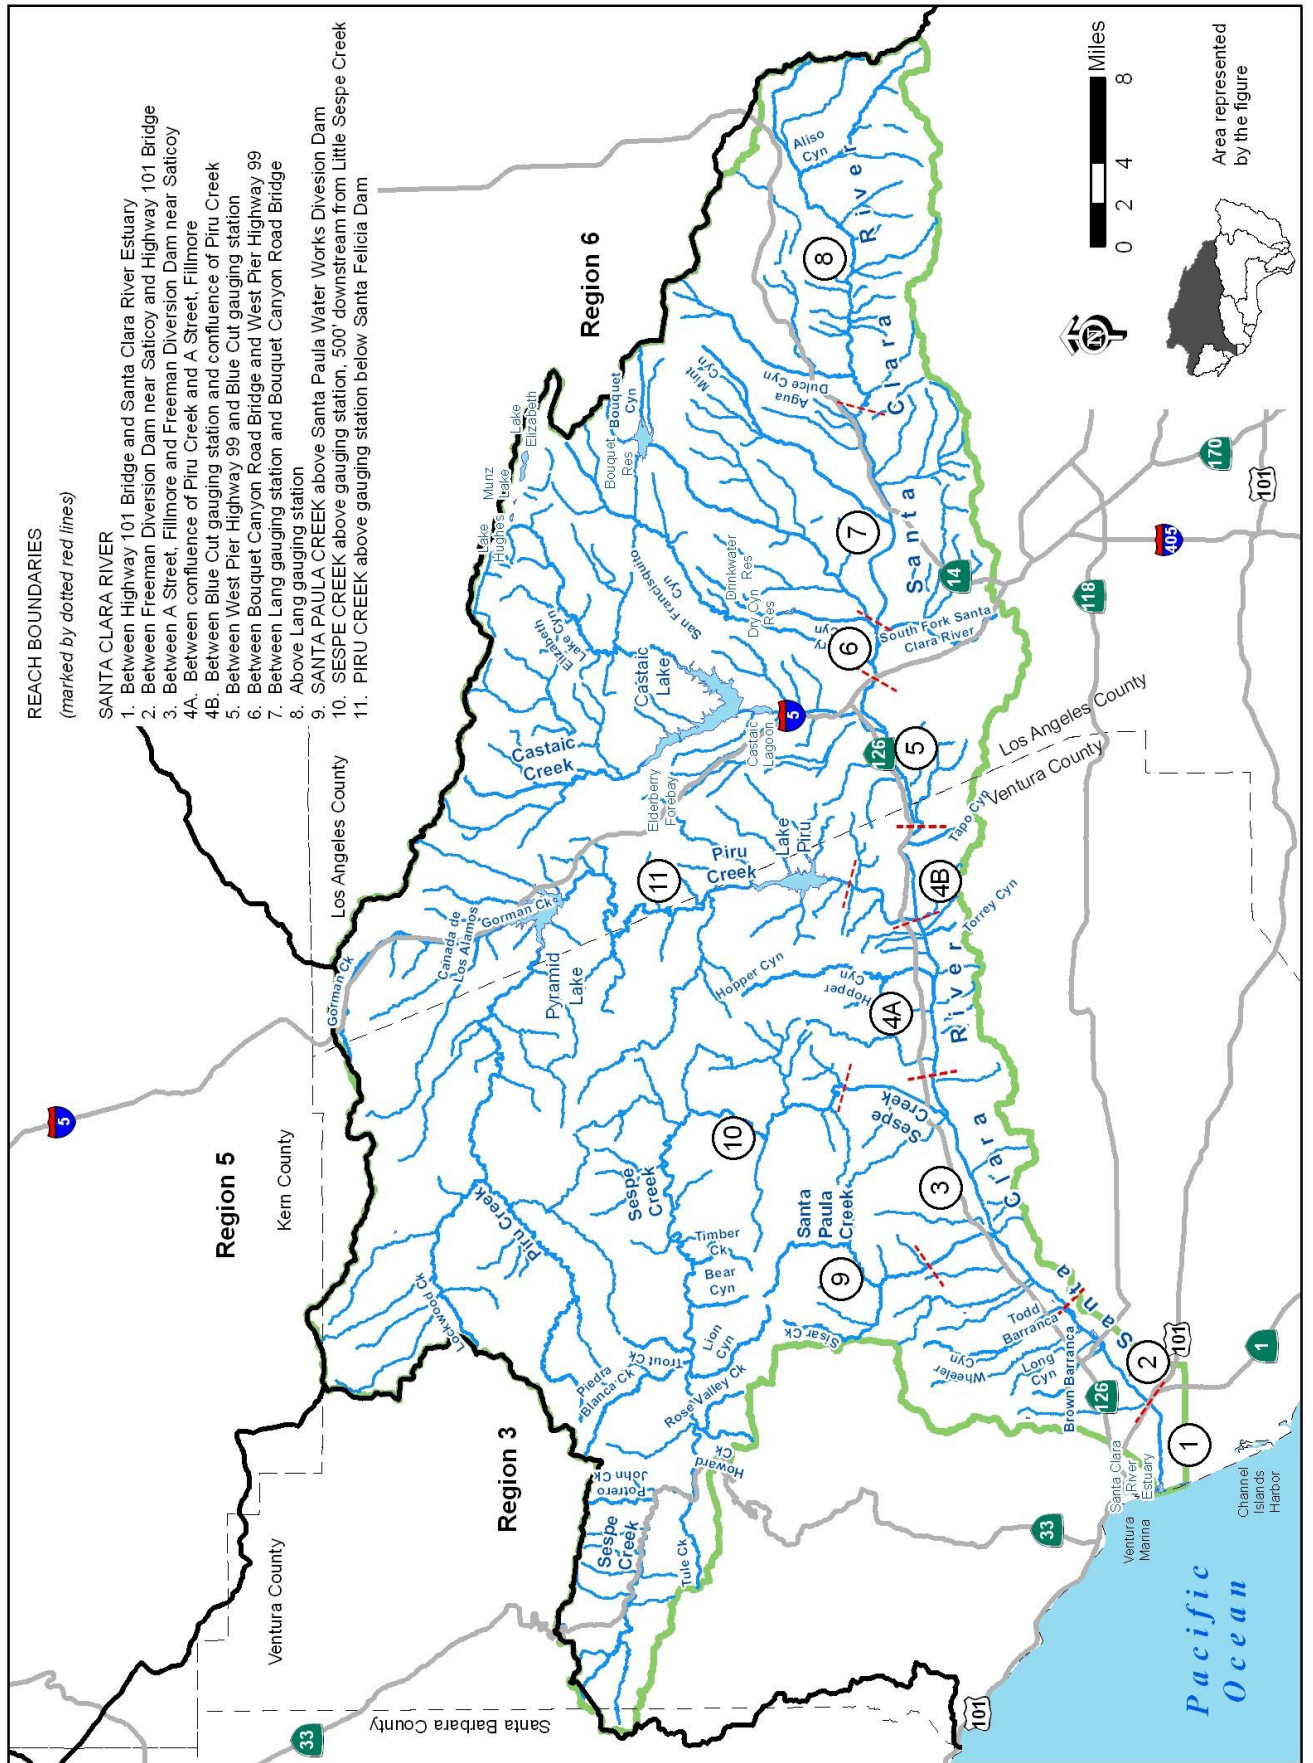 REACH BOUNDARIES
(marked by dotted red lines)
SANTA CLARA RIVER
1. Between Highway 101 Bridge and Santa Clara River Estuary
2. Between Freeman Diversion Dam near Saticoy and Highway 101 Bridge
3. Between A Street, Fillmore and Freeman Diversion Dam near Saticoy
4A. Between confluence of Piru Creek and A Street, Fillmore
4B. Between Blue Cut gauging station and confluence of Piru Creek
5. Between West Pier Highway 99 and Blue Cut gauging station
6. Between Bouquet Canyon Road Bridge and West Pier Highway 99
7. Between Lang gauging station and Bouquet Canyon Road Bridge
8. Above Lang gauging station
9. SANTA PAULA CREEK above Santa Paula Water Works Divesion Dam
10. SESPE CREEK above gauging station, 500' downstream from Little Sespe Creek
11. PIRU CREEK above gauging station below Santa Felicia Dam
Region 5
Kern County
Los Angeles County
Ventura County
Santa Barbara County
Region 3
Region 6
33
5
Gorman Ck
Canada de
Los Alamos
Gorman Ck
Pyramid
Lake
Lockwood Ck
Piru Creek
Piedra
Blanca Ck
Trout Ck
Potrero
John Ck
Sespe
Creek
Tule Ck
Howard
Ck
Rose Valley Ck
Lion
Cyn
Bear
Cyn
Timber
Ck
Sespe
Creek
10
11
Piru
Creek
Lake
Piru
Hopper Cyn
Hopper
Cyn
Castaic
Creek
Elderberry
Forebay
Castaic
Lake
Castaic
Lagoon
5
Elizabeth
Lake Cyn
Lake
Hughes
Munz
Lake
Lake
Elizabeth
San Francisquito
Cyn
Bouquet
Res
Bouquet
Cyn
Drinkwater
Res
Dry Cyn
Res
ry Cyn
Mint
Cyn
Agua
Dulce Cyn
Aliso
Cyn
8
7
6
5
4B
4A
3
9
2
1
Santa
Paula
Creek
Sespe
Creek
Sisar Ck
Wheeler
Cyn
Long
Cyn
Todd
Barranca
Brown Barranca
126
126
Santa Clara River
Santa Clara River
South Fork Santa
Clara River
14
Tapo Cyn
Torrey Cyn
Los Angeles County
Ventura County
Santa Clara
River
Estuary
Ventura
Marina
Channel
Islands
Harbor
33
101
101
1
118
405
170
101
Pacific
Ocean
N
0 2 4 8
Miles
Area represented
by the figure